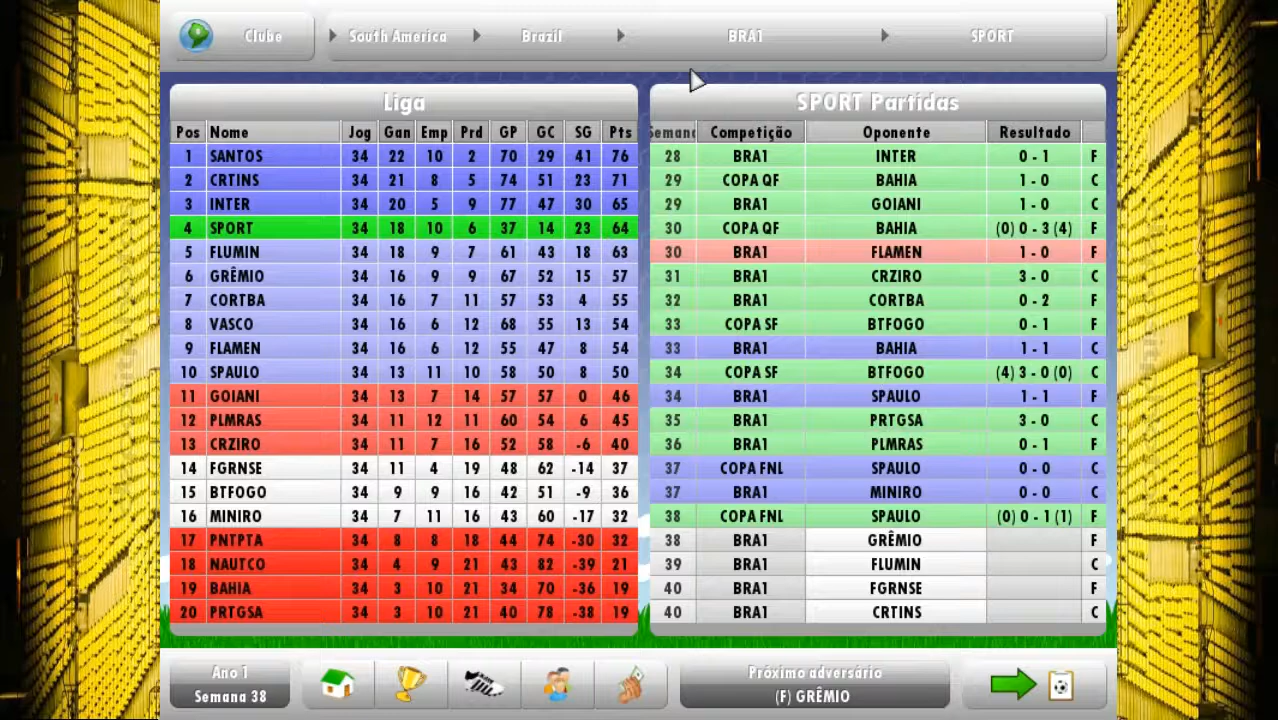 Clube South America Brazil BRA1 SPORT
Liga
Pos Nome Jog Gan Emp Prd GP GC SG Pts
1 SANTOS 34 22 10 2 70 29 41 76
2 CRTINS 34 21 8 5 74 51 23 71
3 INTER 34 20 5 9 77 47 30 65
4 SPORT 34 18 10 6 37 14 23 64
5 FLUMIN 34 18 9 7 61 43 18 63
6 GRÊMIO 34 16 9 9 67 52 15 57
7 CORTBA 34 16 7 11 57 53 4 55
8 VASCO 34 16 6 12 68 55 13 54
9 FLAMEN 34 16 6 12 55 47 8 54
10 SPAULO 34 13 11 10 58 50 8 50
11 GOIANI 34 13 7 14 57 57 0 46
12 PLMRAS 34 11 12 11 60 54 6 45
13 CRZIRO 34 11 7 16 52 58 -6 40
14 FGRNSE 34 11 4 19 48 62 -14 37
15 BTFOGO 34 9 9 16 42 51 -9 36
16 MINIRO 34 7 11 16 43 60 -17 32
17 PNTPTA 34 8 8 18 44 74 -30 32
18 NAUTCO 34 4 9 21 43 82 -39 21
19 BAHIA 34 3 10 21 34 70 -36 19
20 PRTGSA 34 3 10 21 40 78 -38 19
SPORT Partidas
Semana Competição Oponente Resultado
28 BRA1 INTER 0 - 1 F
29 COPA QF BAHIA 1 - 0 C
29 BRA1 GOIANI 1 - 0 C
30 COPA QF BAHIA (0) 0 - 3 (4) F
30 BRA1 FLAMEN 1 - 0 F
31 BRA1 CRZIRO 3 - 0 C
32 BRA1 CORTBA 0 - 2 F
33 COPA SF BTFOGO 0 - 1 F
33 BRA1 BAHIA 1 - 1 C
34 COPA SF BTFOGO (4) 3 - 0 (0) C
34 BRA1 SPAULO 1 - 1 F
35 BRA1 PRTGSA 3 - 0 C
36 BRA1 PLMRAS 0 - 1 F
37 COPA FNL SPAULO 0 - 0 C
37 BRA1 MINIRO 0 - 0 C
38 COPA FNL SPAULO (0) 0 - 1 (1) F
38 BRA1 GRÊMIO F
39 BRA1 FLUMIN C
40 BRA1 FGRNSE F
40 BRA1 CRTINS C
Ano 1
Semana 38
Próximo adversário
(F) GRÊMIO